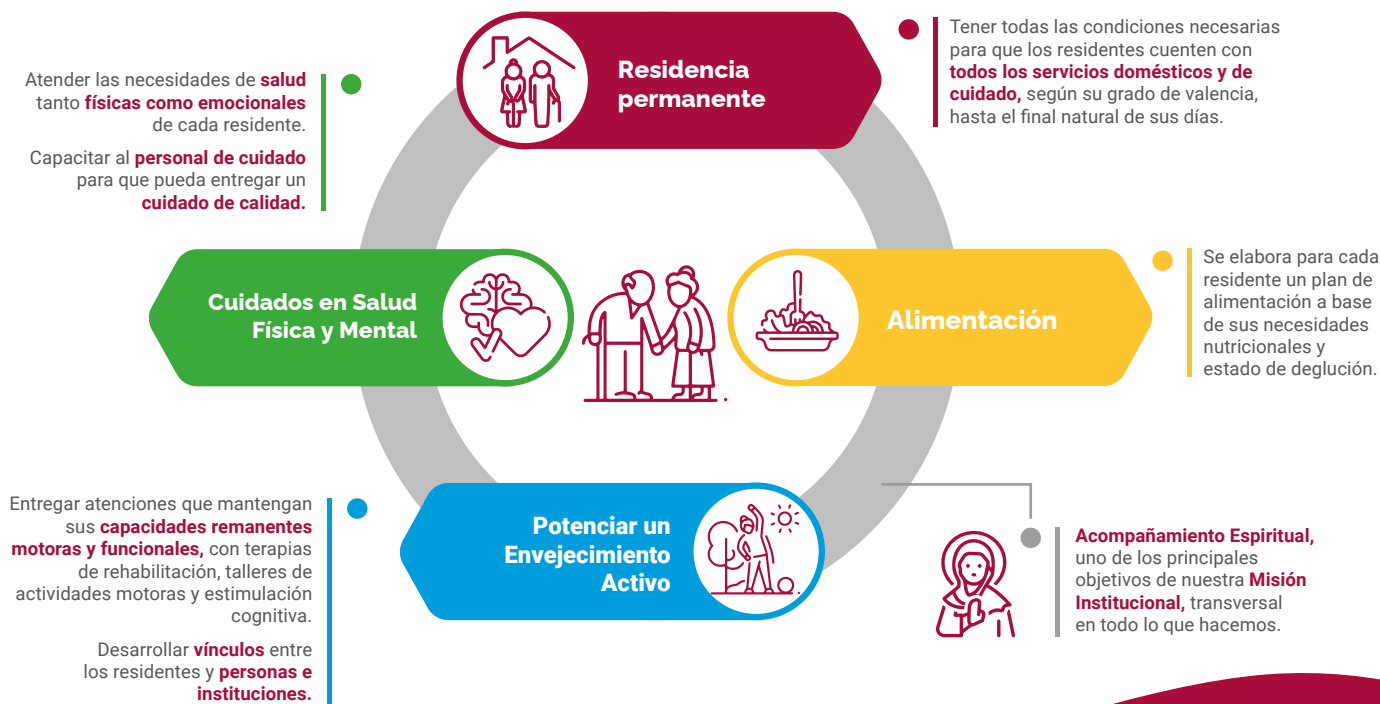 Residencia
permanente
Tener todas las condiciones necesarias
para que los residentes cuenten con
todos los servicios domésticos y de
cuidado, según su grado de valencia,
hasta el final natural de sus días.
Atender las necesidades de salud
tanto físicas como emocionales
de cada residente.
Capacitar al personal de cuidado
para que pueda entregar un
cuidado de calidad.
Cuidados en Salud
Física y Mental
Alimentación
Se elabora para cada
residente un plan de
alimentación a base
de sus necesidades
nutricionales y
estado de deglución.
Entregar atenciones que mantengan
sus capacidades remanentes
motoras y funcionales, con terapias
de rehabilitación, talleres de
actividades motoras y estimulación
cognitiva.
Desarrollar vínculos entre
los residentes y personas e
instituciones.
Potenciar un
Envejecimiento
Activo
Acompañamiento Espiritual,
uno de los principales
objetivos de nuestra Misión
Institucional, transversal
en todo lo que hacemos.